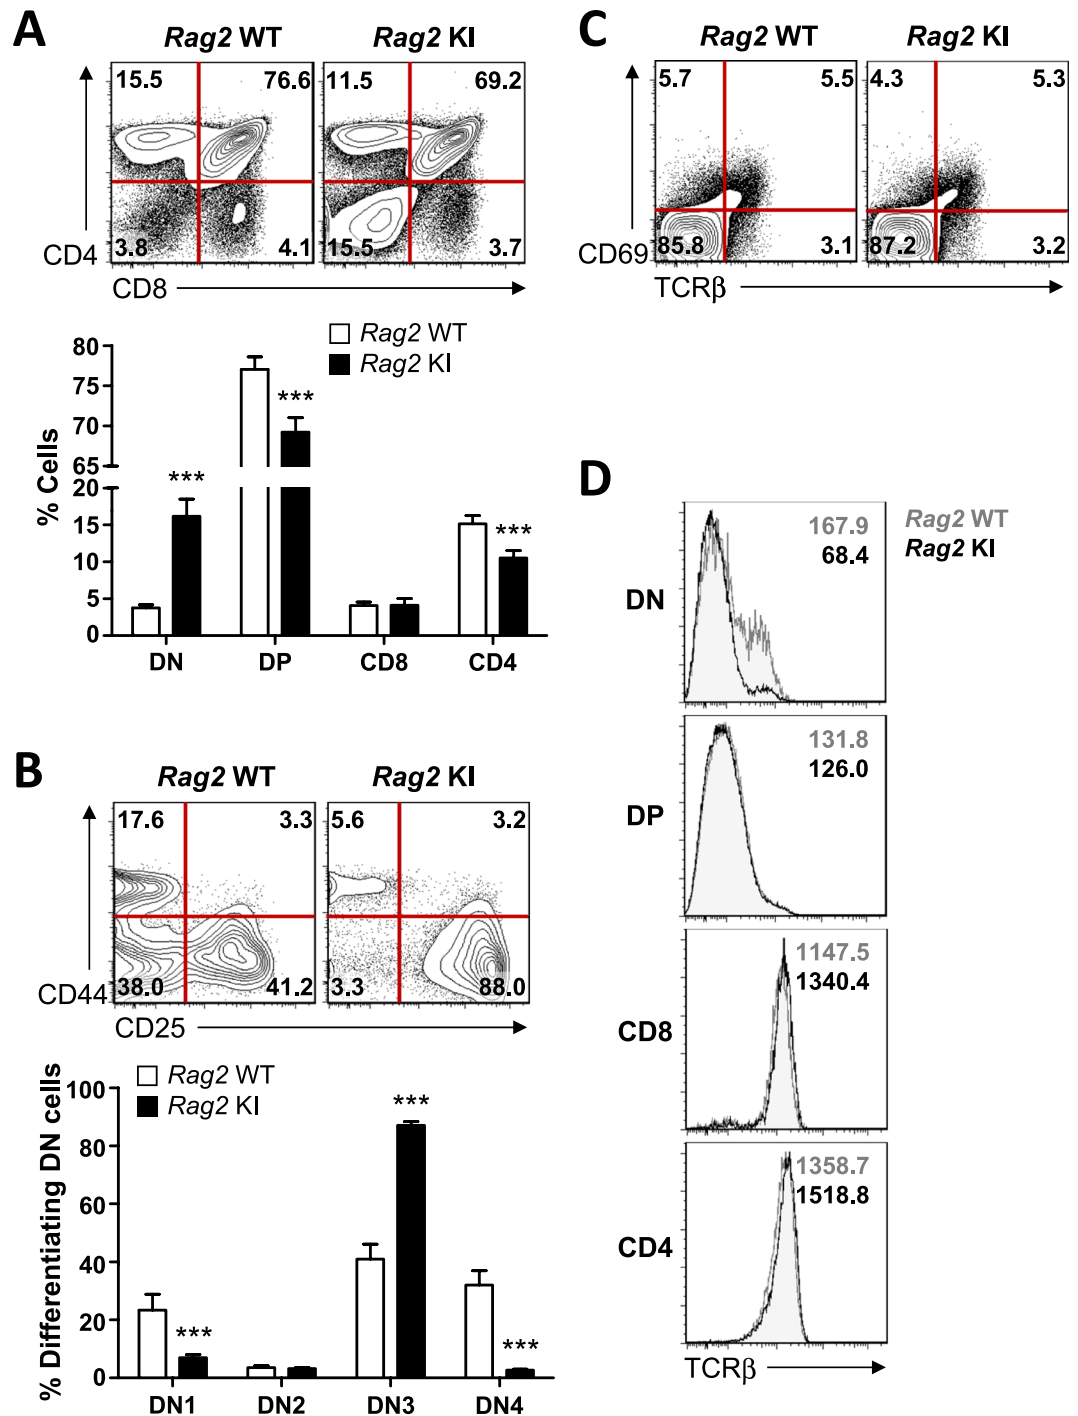 A
Rag2 WT
Rag2 KI
15.5
76.6
11.5
69.2
3.8
4.1
15.5
3.7
CD4
CD8
Rag2 WT
Rag2 KI
80
75
70
65
20
15
10
5
0
% Cells
***
***
***
DN
DP
CD8
CD4
B
Rag2 WT
Rag2 KI
17.6
3.3
5.6
3.2
38.0
41.2
3.3
88.0
CD44
CD25
Rag2 WT
Rag2 KI
100
80
60
40
20
0
% Differentiating DN cells
***
***
***
DN1
DN2
DN3
DN4
C
Rag2 WT
Rag2 KI
5.7
5.5
4.3
5.3
85.8
3.1
87.2
3.2
CD69
TCRβ
D
Rag2 WT
Rag2 KI
DN
167.9
68.4
DP
131.8
126.0
CD8
1147.5
1340.4
CD4
1358.7
1518.8
TCRβ